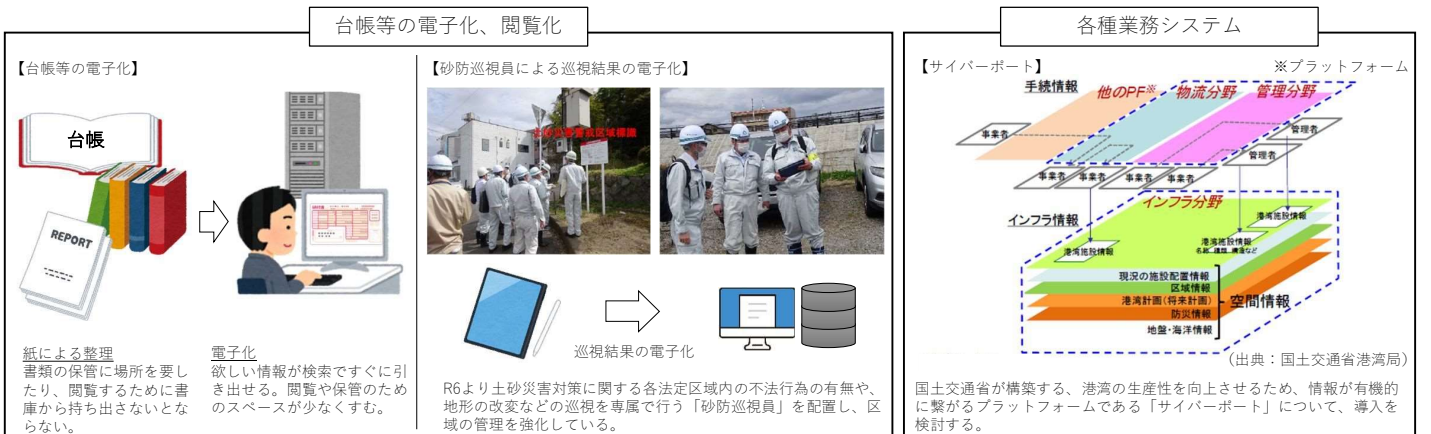 台帳等の電子化、閲覧化
【台帳等の電子化】
台帳
REPORT
紙による整理
書類の保管に場所を要し
たり、閲覧するために書
庫から持ち出さないとな
らない。
電子化
欲しい情報が検索ですぐに引
き出せる。閲覧や保管のため
のスペースが少なくすむ。
【砂防巡視員による巡視結果の電子化】
土砂災害警戒区域標識
巡視結果の電子化
R6より土砂災害対策に関する各法定区域内の不法行為の有無や、
地形の改変などの巡視を専属で行う「砂防巡視員」を配置し、区
域の管理を強化している。
各種業務システム
【サイバーポート】
※プラットフォーム
手続情報
他のPF※
物流分野
管理分野
事業者
管理者
管理者
事業者
事業者
事業者
事業者
インフラ分野
インフラ情報
港湾施設情報
港湾施設情報
港湾施設情報
名称、種類、構造など
現況の施設配置情報
区域情報
港湾計画(将来計画)
空間情報
防災情報
地盤・海洋情報
(出典：国土交通省港湾局)
国土交通省が構築する、港湾の生産性を向上させるため、情報が有機的
に繋がるプラットフォームである「サイバーポート」について、導入を
検討する。